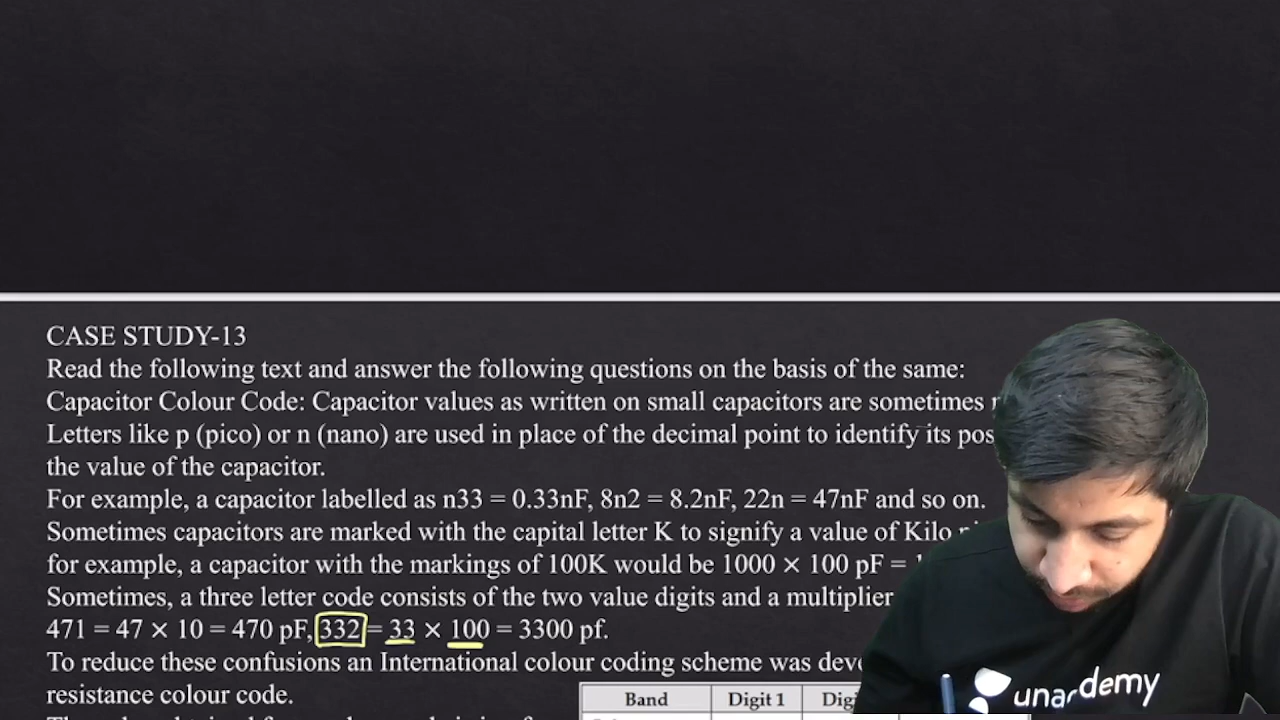 CASE STUDY-13
Read the following text and answer the following questions on the basis of the same:
Capacitor Colour Code: Capacitor values as written on small capacitors are sometimes
Letters like p (pico) or n (nano) are used in place of the decimal point to identify its
the value of the capacitor.
For example, a capacitor labelled as n33 = 0.33nF, 8n2 = 8.2nF, 22n = 47nF and so on.
Sometimes capacitors are marked with the capital letter K to signify a value of Kilo
for example, a capacitor with the markings of 100K would be 1000 × 100 pF =
Sometimes, a three letter code consists of the two value digits and a multiplier
471 = 47 × 10 = 470 pF, 332 = 33 × 100 = 3300 pf.
To reduce these confusions an International colour coding scheme was
resistance colour code.
Band Digit 1
unacademy